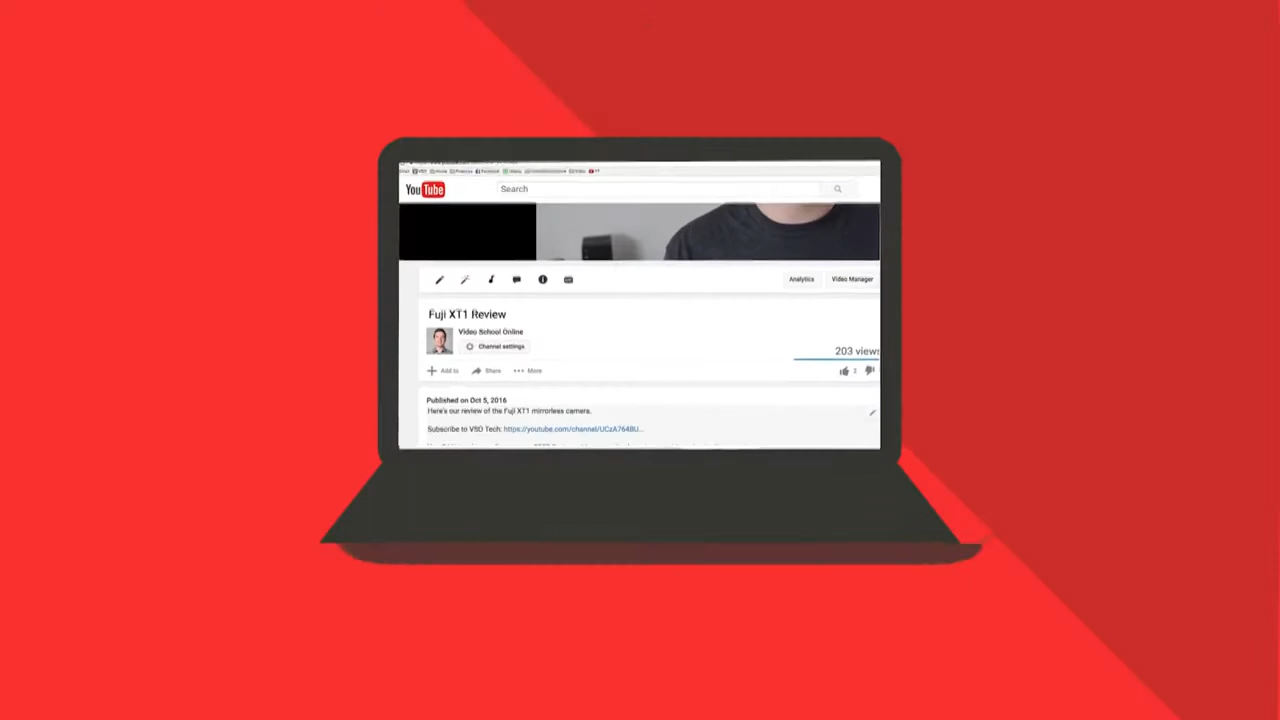 YouTube
Search
Analytics
Video Manager
Fuji XT1 Review
Video School Online
Channel settings
203 views
Add to
Share
More
2
Published on Oct 5, 2016
Here's our review of the Fuji XT1 mirrorless camera.
Subscribe to VSO Tech: https://youtube.com/channel/UCzA764BU...